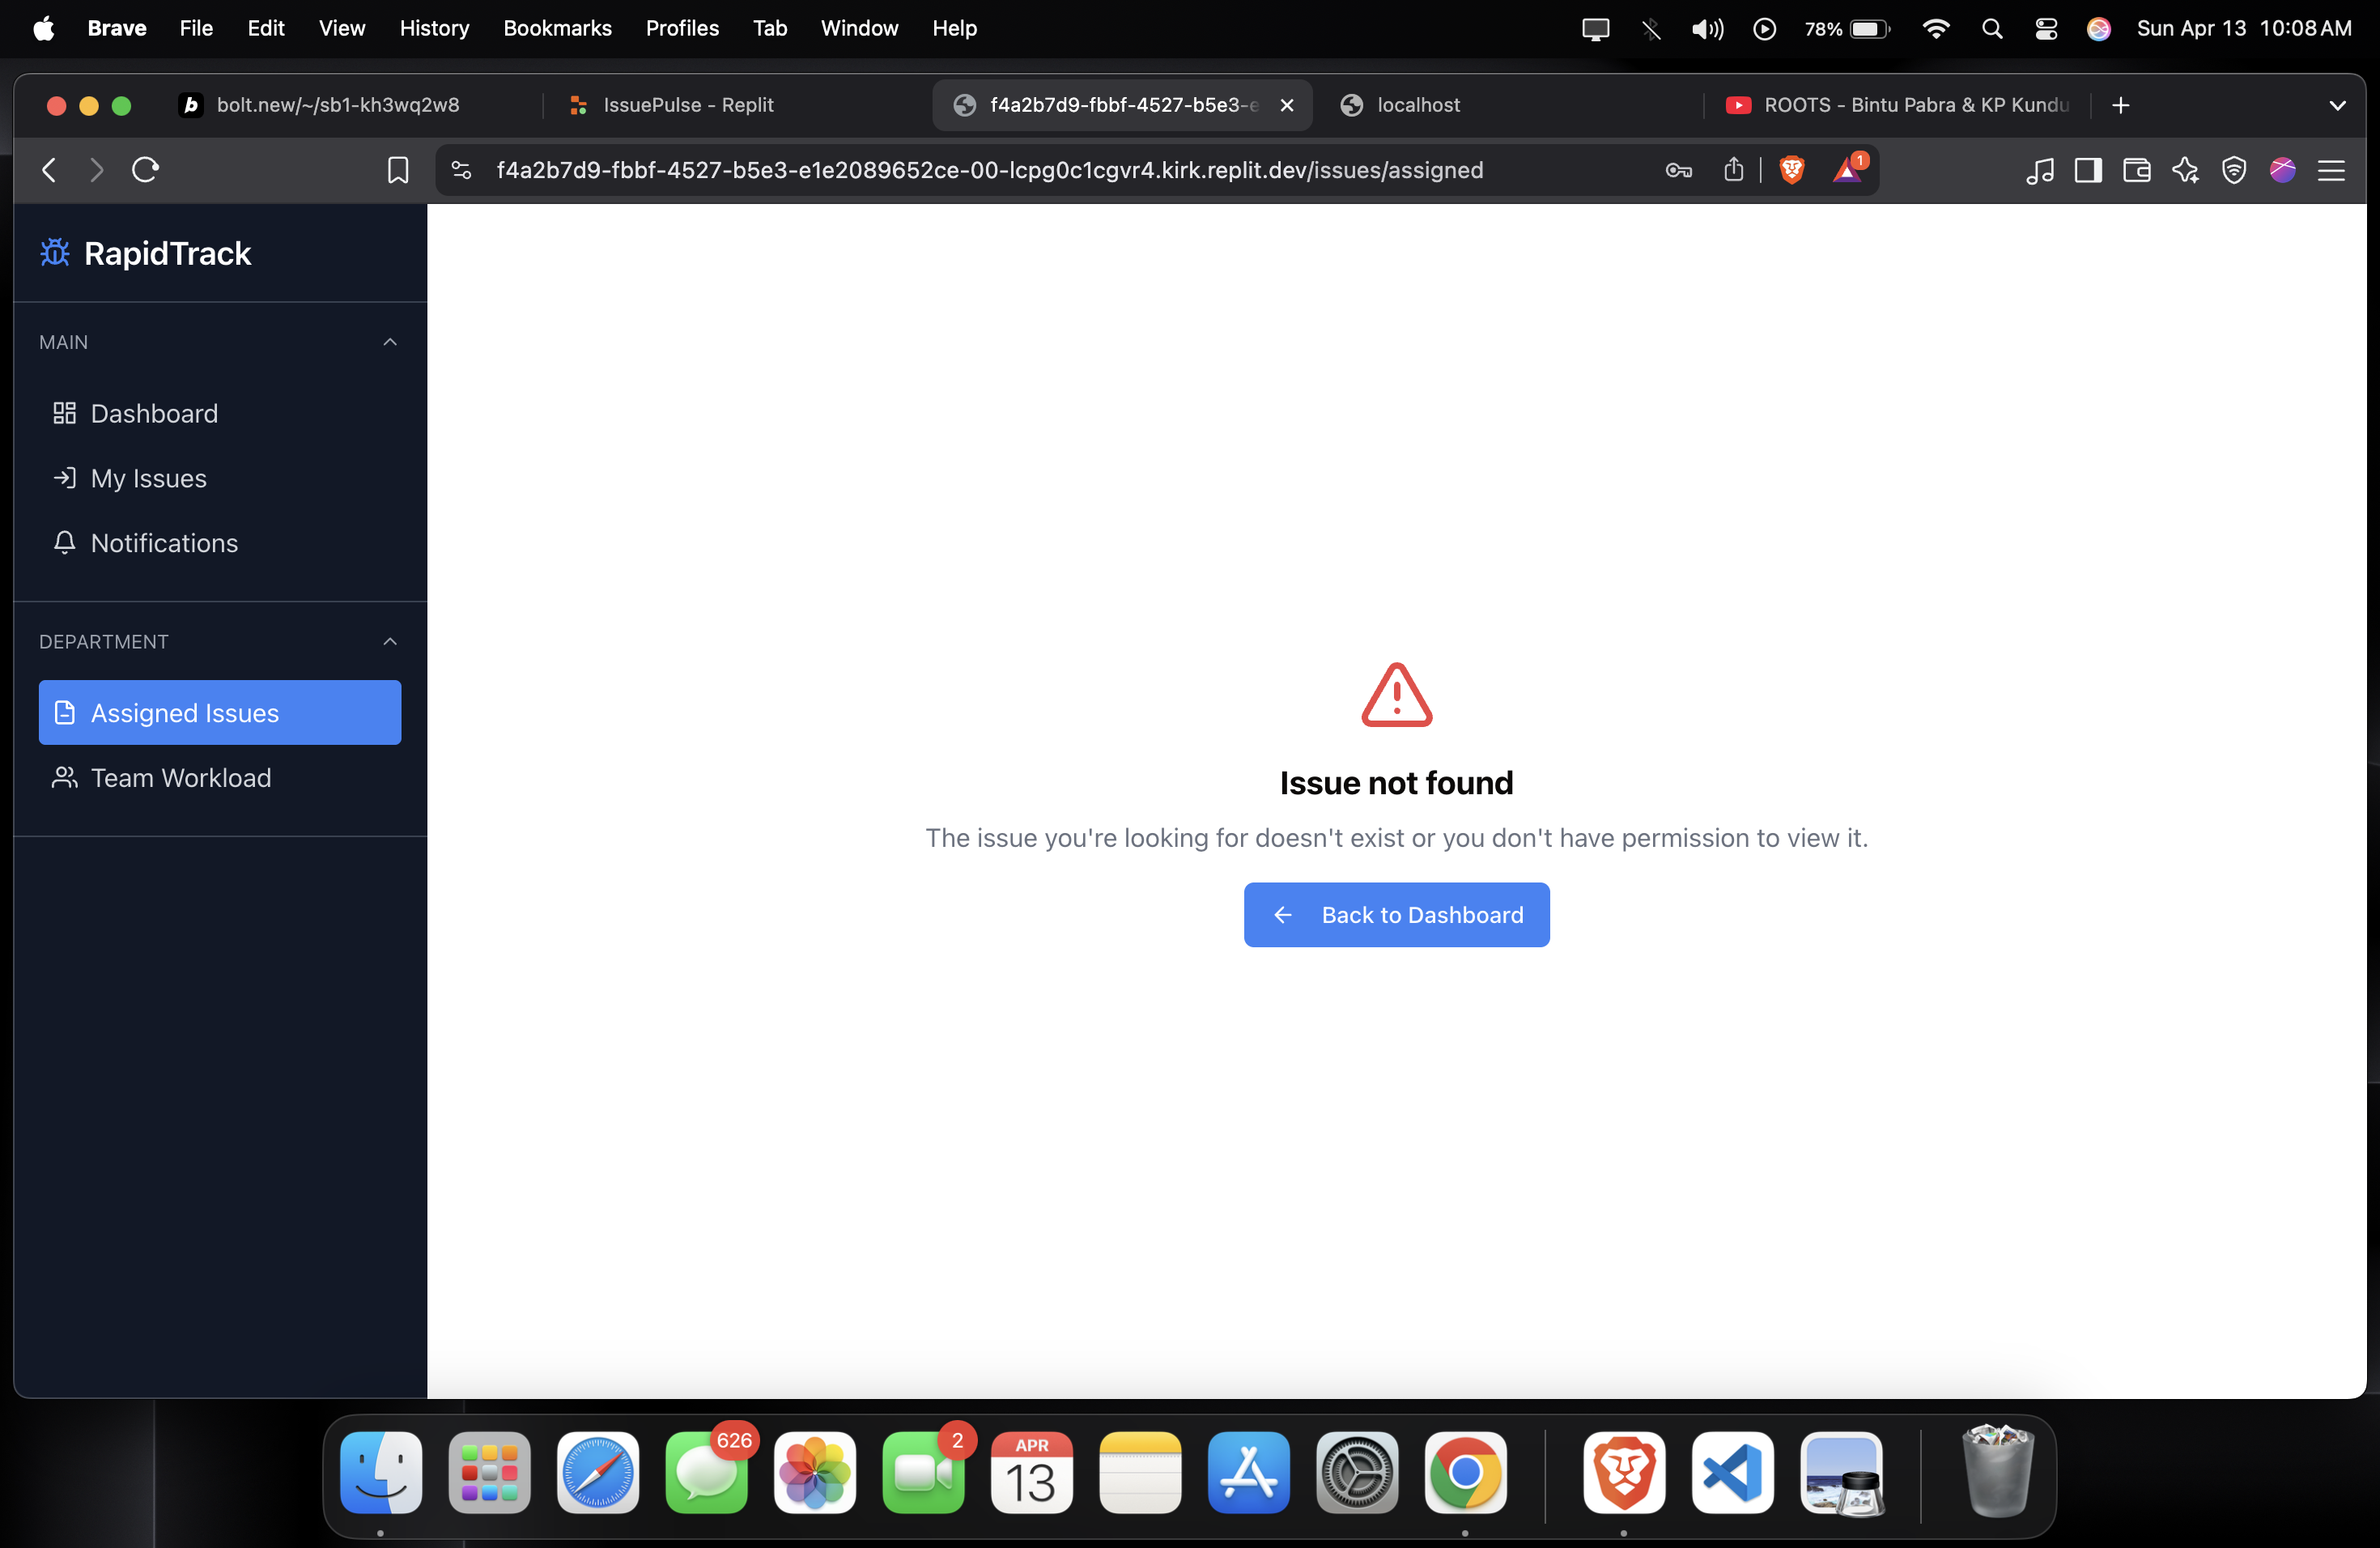 Brave File Edit View History Bookmarks Profiles Tab Window Help 78% Sun Apr 13 10:08 AM
bolt.new/~/sb1-kh3wq2w8 IssuePulse - Replit f4a2b7d9-fbbf-4527-b5e3-e localhost ROOTS - Bintu Pabra & KP Kundu
f4a2b7d9-fbbf-4527-b5e3-e1e2089652ce-00-lcpg0c1cgvr4.kirk.replit.dev/issues/assigned 1
RapidTrack
MAIN
Dashboard
My Issues
Notifications
DEPARTMENT
Assigned Issues
Team Workload
Issue not found
The issue you're looking for doesn't exist or you don't have permission to view it.
Back to Dashboard
626 2 APR
13